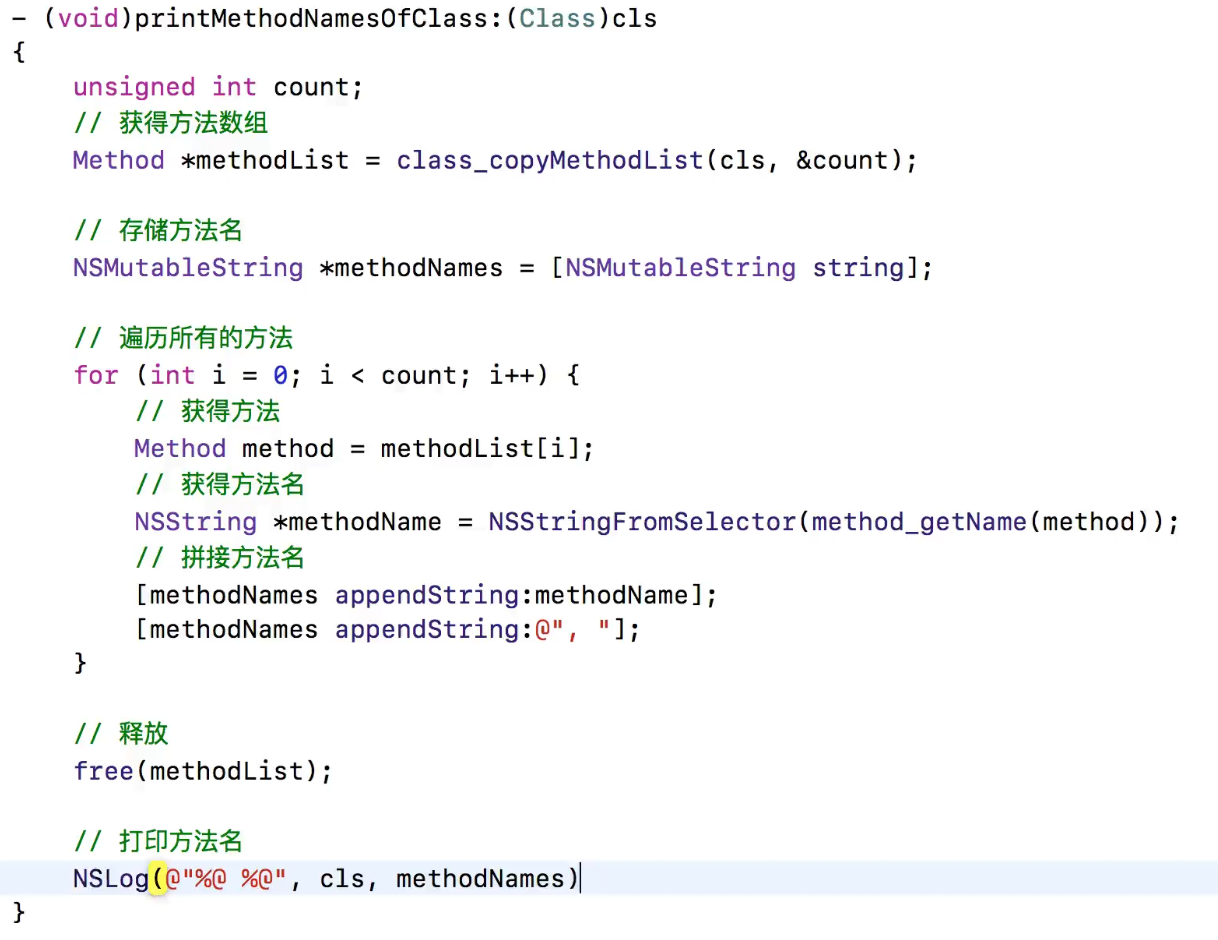 - (void)printMethodNamesOfClass:(Class)cls
{
    unsigned int count;
    // 获得方法数组
    Method *methodList = class_copyMethodList(cls, &count);

    // 存储方法名
    NSMutableString *methodNames = [NSMutableString string];

    // 遍历所有的方法
    for (int i = 0; i < count; i++) {
        // 获得方法
        Method method = methodList[i];
        // 获得方法名
        NSString *methodName = NSStringFromSelector(method_getName(method));
        // 拼接方法名
        [methodNames appendString:methodName];
        [methodNames appendString:@", "];
    }

    // 释放
    free(methodList);

    // 打印方法名
    NSLog(@"%@ %@", cls, methodNames)
}